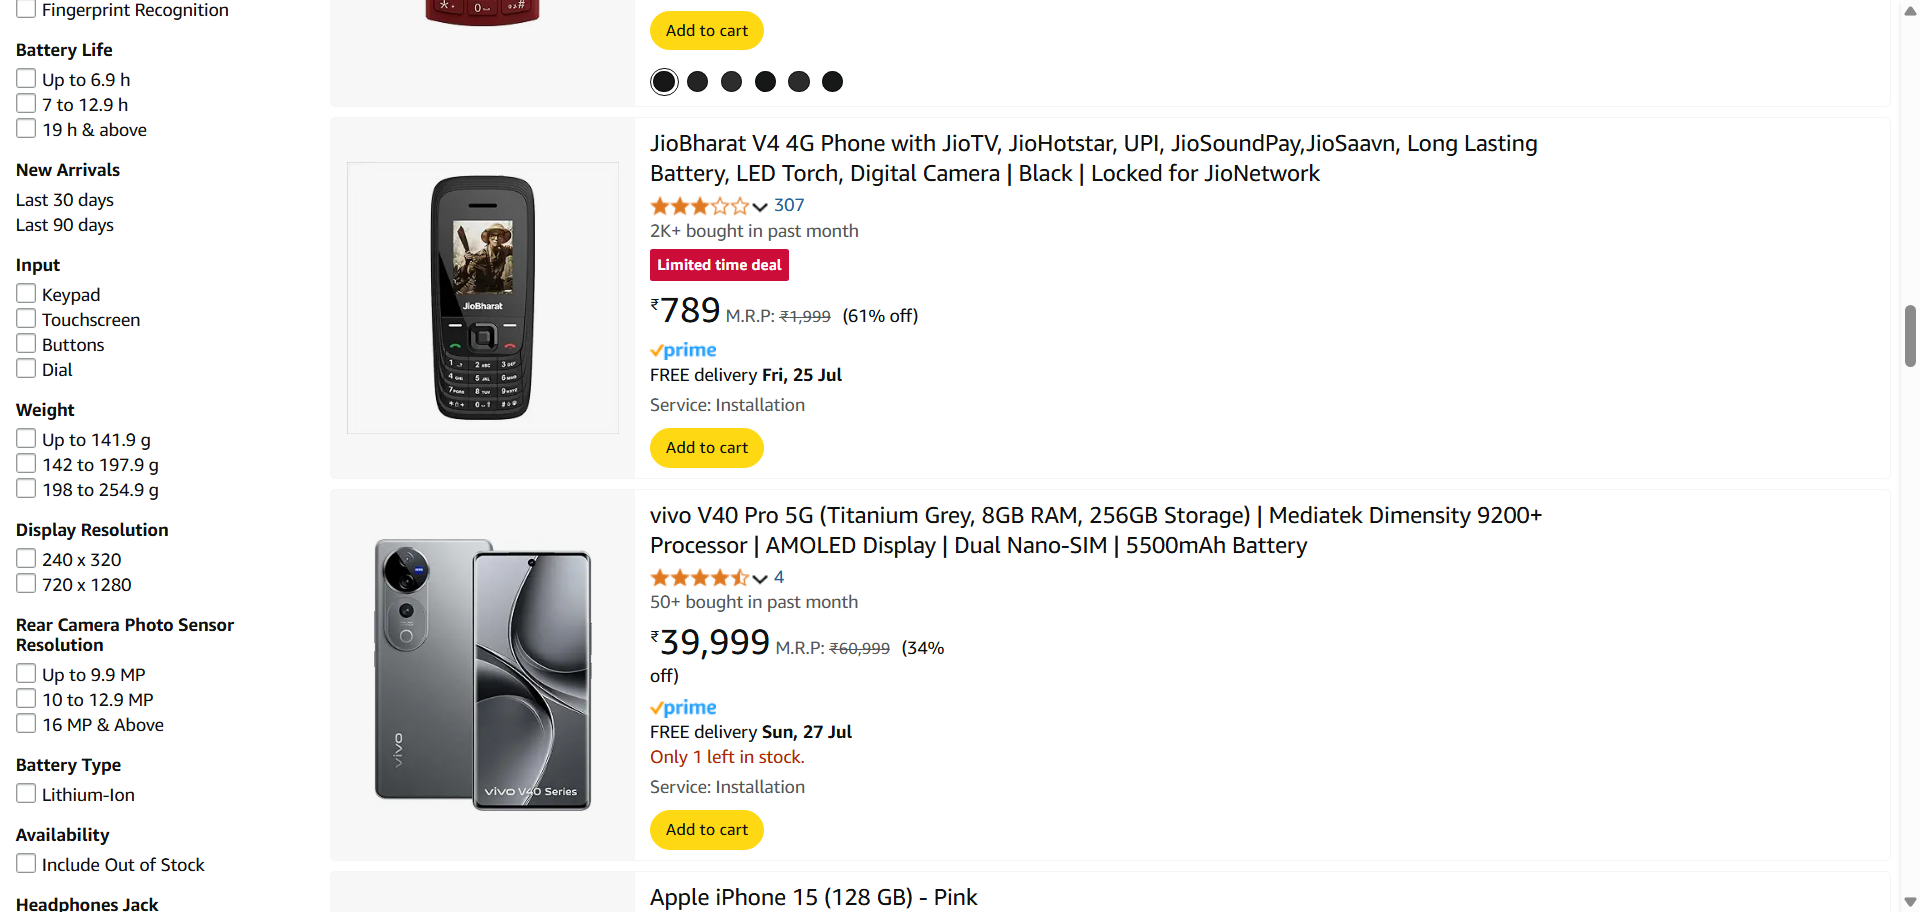 Fingerprint Recognition
Battery Life
Up to 6.9 h
7 to 12.9 h
19 h & above
New Arrivals
Last 30 days
Last 90 days
Input
Keypad
Touchscreen
Buttons
Dial
Weight
Up to 141.9 g
142 to 197.9 g
198 to 254.9 g
Display Resolution
240 x 320
720 x 1280
Rear Camera Photo Sensor
Resolution
Up to 9.9 MP
10 to 12.9 MP
16 MP & Above
Battery Type
Lithium-Ion
Availability
Include Out of Stock
Headphones Jack
Add to cart
JioBharat
JioBharat V4 4G Phone with JioTV, JioHotstar, UPI, JioSoundPay,JioSaavn, Long Lasting
Battery, LED Torch, Digital Camera | Black | Locked for JioNetwork
307
2K+ bought in past month
Limited time deal
₹789 M.R.P: ₹1,999 (61% off)
prime
FREE delivery Fri, 25 Jul
Service: Installation
Add to cart
vivo
vivo V40 Series
vivo V40 Pro 5G (Titanium Grey, 8GB RAM, 256GB Storage) | Mediatek Dimensity 9200+
Processor | AMOLED Display | Dual Nano-SIM | 5500mAh Battery
4
50+ bought in past month
₹39,999 M.R.P: ₹60,999 (34%
off)
prime
FREE delivery Sun, 27 Jul
Only 1 left in stock.
Service: Installation
Add to cart
Apple iPhone 15 (128 GB) - Pink